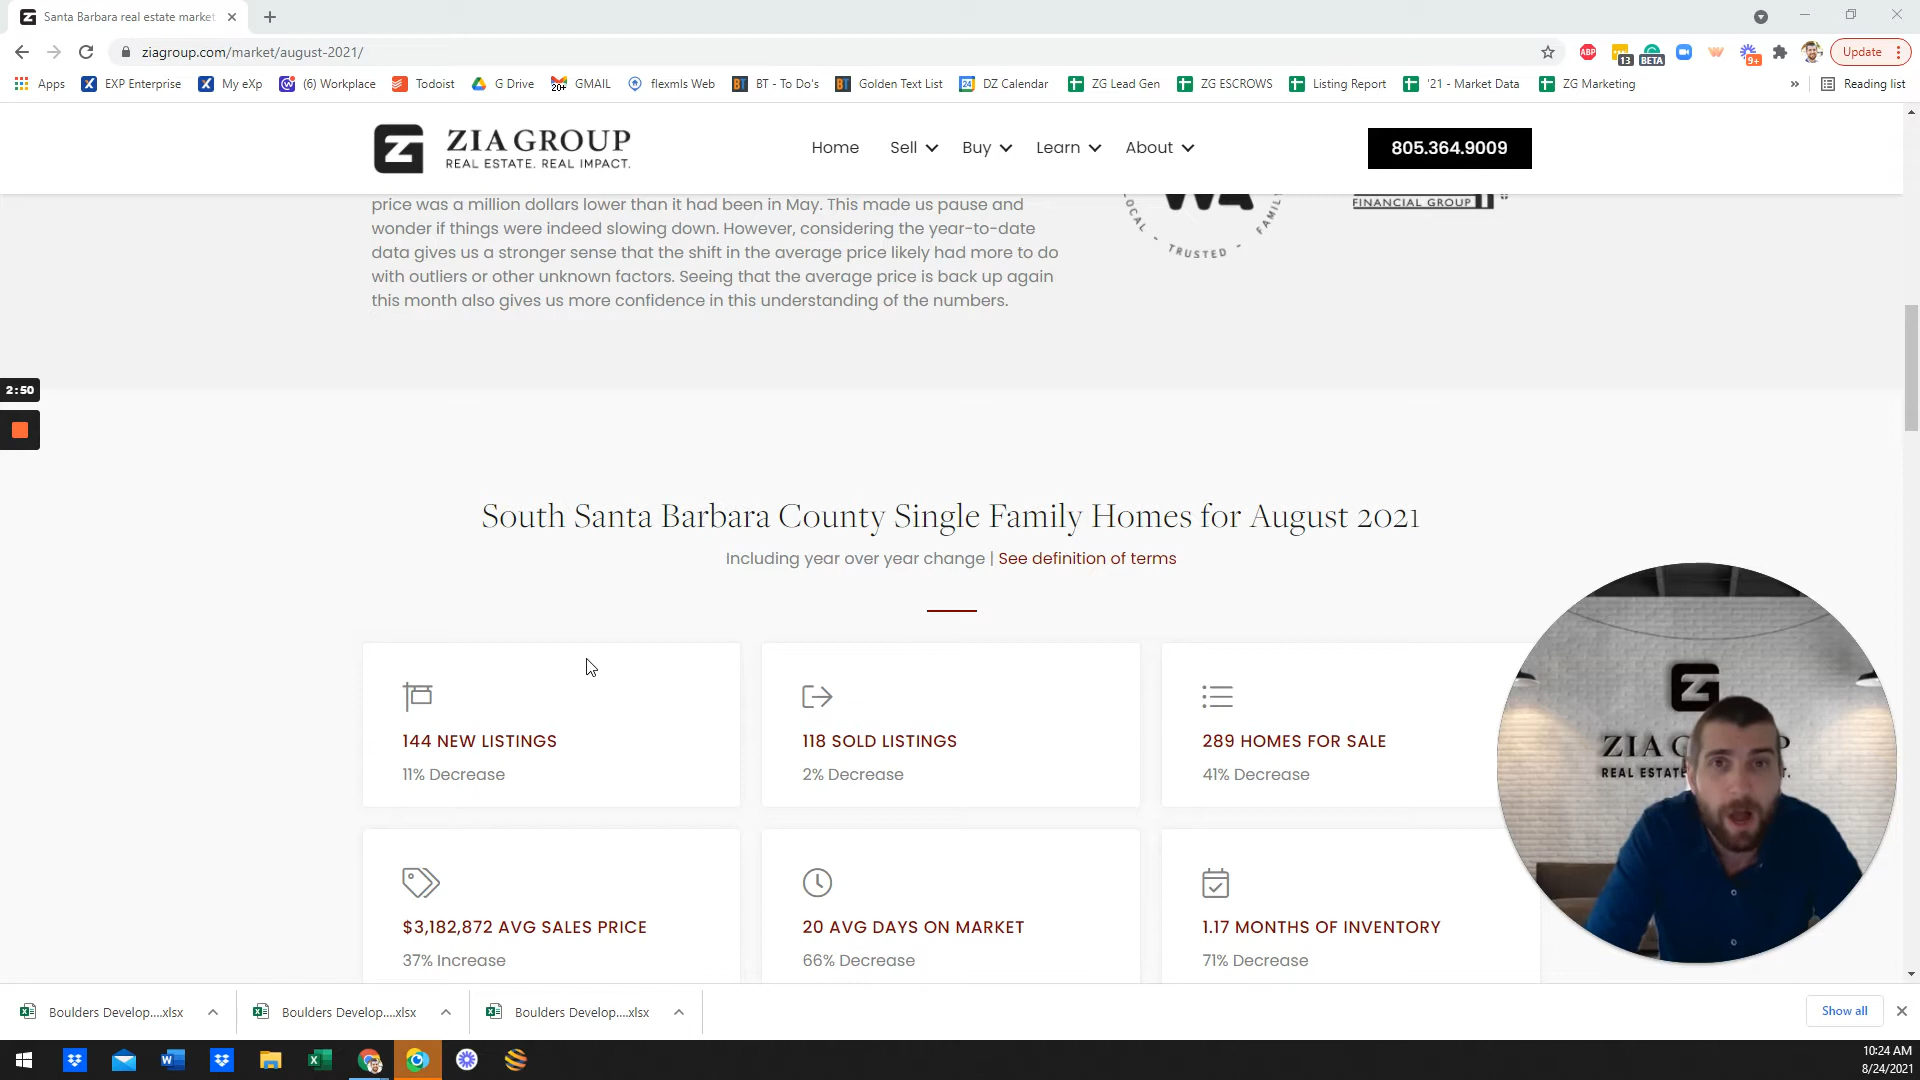 Santa Barbara real estate market
ziagroup.com/market/august-2021/
ABP
13
BETA
9+
Update
Apps
EXP Enterprise
My eXp
(6) Workplace
Todoist
G Drive
20+
GMAIL
flexmls Web
BT - To Do's
Golden Text List
24
DZ Calendar
ZG Lead Gen
ZG ESCROWS
Listing Report
'21 - Market Data
ZG Marketing
»
Reading list
ZIA GROUP
REAL ESTATE. REAL IMPACT.
Home
Sell
Buy
Learn
About
805.364.9009
price was a million dollars lower than it had been in May. This made us pause and
wonder if things were indeed slowing down. However, considering the year-to-date
data gives us a stronger sense that the shift in the average price likely had more to do
with outliers or other unknown factors. Seeing that the average price is back up again
this month also gives us more confidence in this understanding of the numbers.
LOCAL - TRUSTED - FAMIL
FINANCIAL GROUP
2:50
South Santa Barbara County Single Family Homes for August 2021
Including year over year change | See definition of terms
144 NEW LISTINGS
11% Decrease
118 SOLD LISTINGS
2% Decrease
289 HOMES FOR SALE
41% Decrease
$3,182,872 AVG SALES PRICE
37% Increase
20 AVG DAYS ON MARKET
66% Decrease
1.17 MONTHS OF INVENTORY
71% Decrease
ZIA G P
REAL ESTATE T.
Boulders Develop....xlsx
Boulders Develop....xlsx
Boulders Develop....xlsx
Show all
10:24 AM
8/24/2021